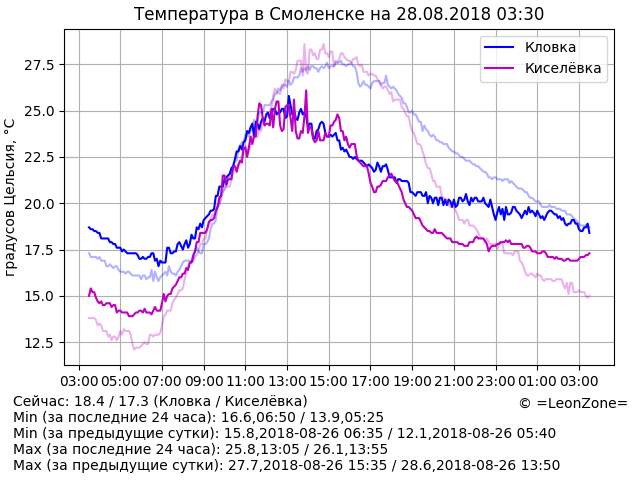 Температура в Смоленске на 28.08.2018 03:30
градусов Цельсия, °C
27.5
25.0
22.5
20.0
17.5
15.0
12.5
Кловка
Киселёвка
03:00 05:00 07:00 09:00 11:00 13:00 15:00 17:00 19:00 21:00 23:00 01:00 03:00
Сейчас: 18.4 / 17.3 (Кловка / Киселёвка)
© =LeonZone=
Min (за последние 24 часа): 16.6,06:50 / 13.9,05:25
Min (за предыдущие сутки): 15.8,2018-08-26 06:35 / 12.1,2018-08-26 05:40
Max (за последние 24 часа): 25.8,13:05 / 26.1,13:55
Max (за предыдущие сутки): 27.7,2018-08-26 15:35 / 28.6,2018-08-26 13:50